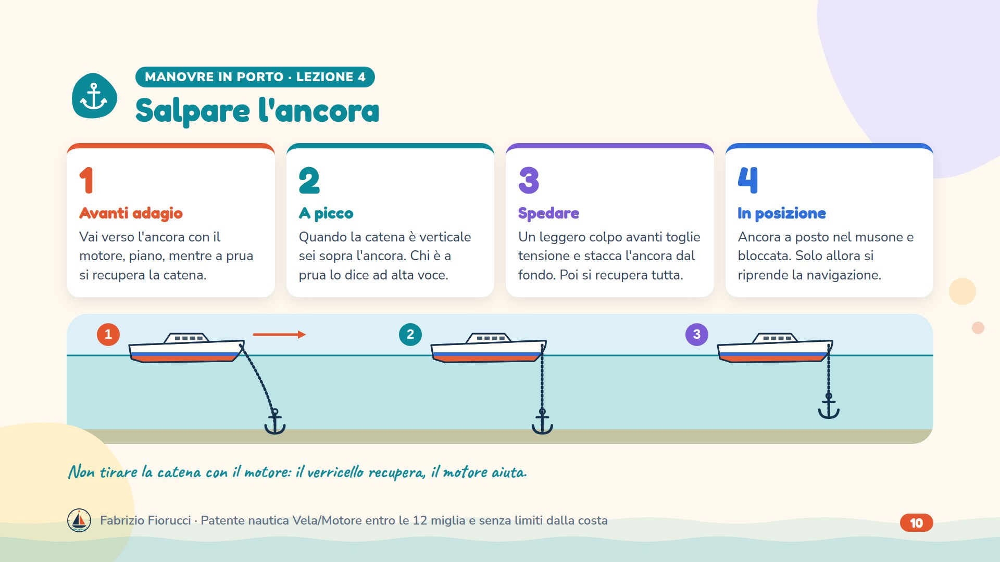 MANOVRE IN PORTO · LEZIONE 4
Salpare l'ancora
1
Avanti adagio
Vai verso l'ancora con il
motore, piano, mentre a prua
si recupera la catena.
2
A picco
Quando la catena è verticale
sei sopra l'ancora. Chi è a
prua lo dice ad alta voce.
3
Spedare
Un leggero colpo avanti toglie
tensione e stacca l'ancora dal
fondo. Poi si recupera tutta.
4
In posizione
Ancora a posto nel musone e
bloccata. Solo allora si
riprende la navigazione.
1
2
3
Non tirare la catena con il motore: il verricello recupera, il motore aiuta.
Fabrizio Fiorucci · Patente nautica Vela/Motore entro le 12 miglia e senza limiti dalla costa
10